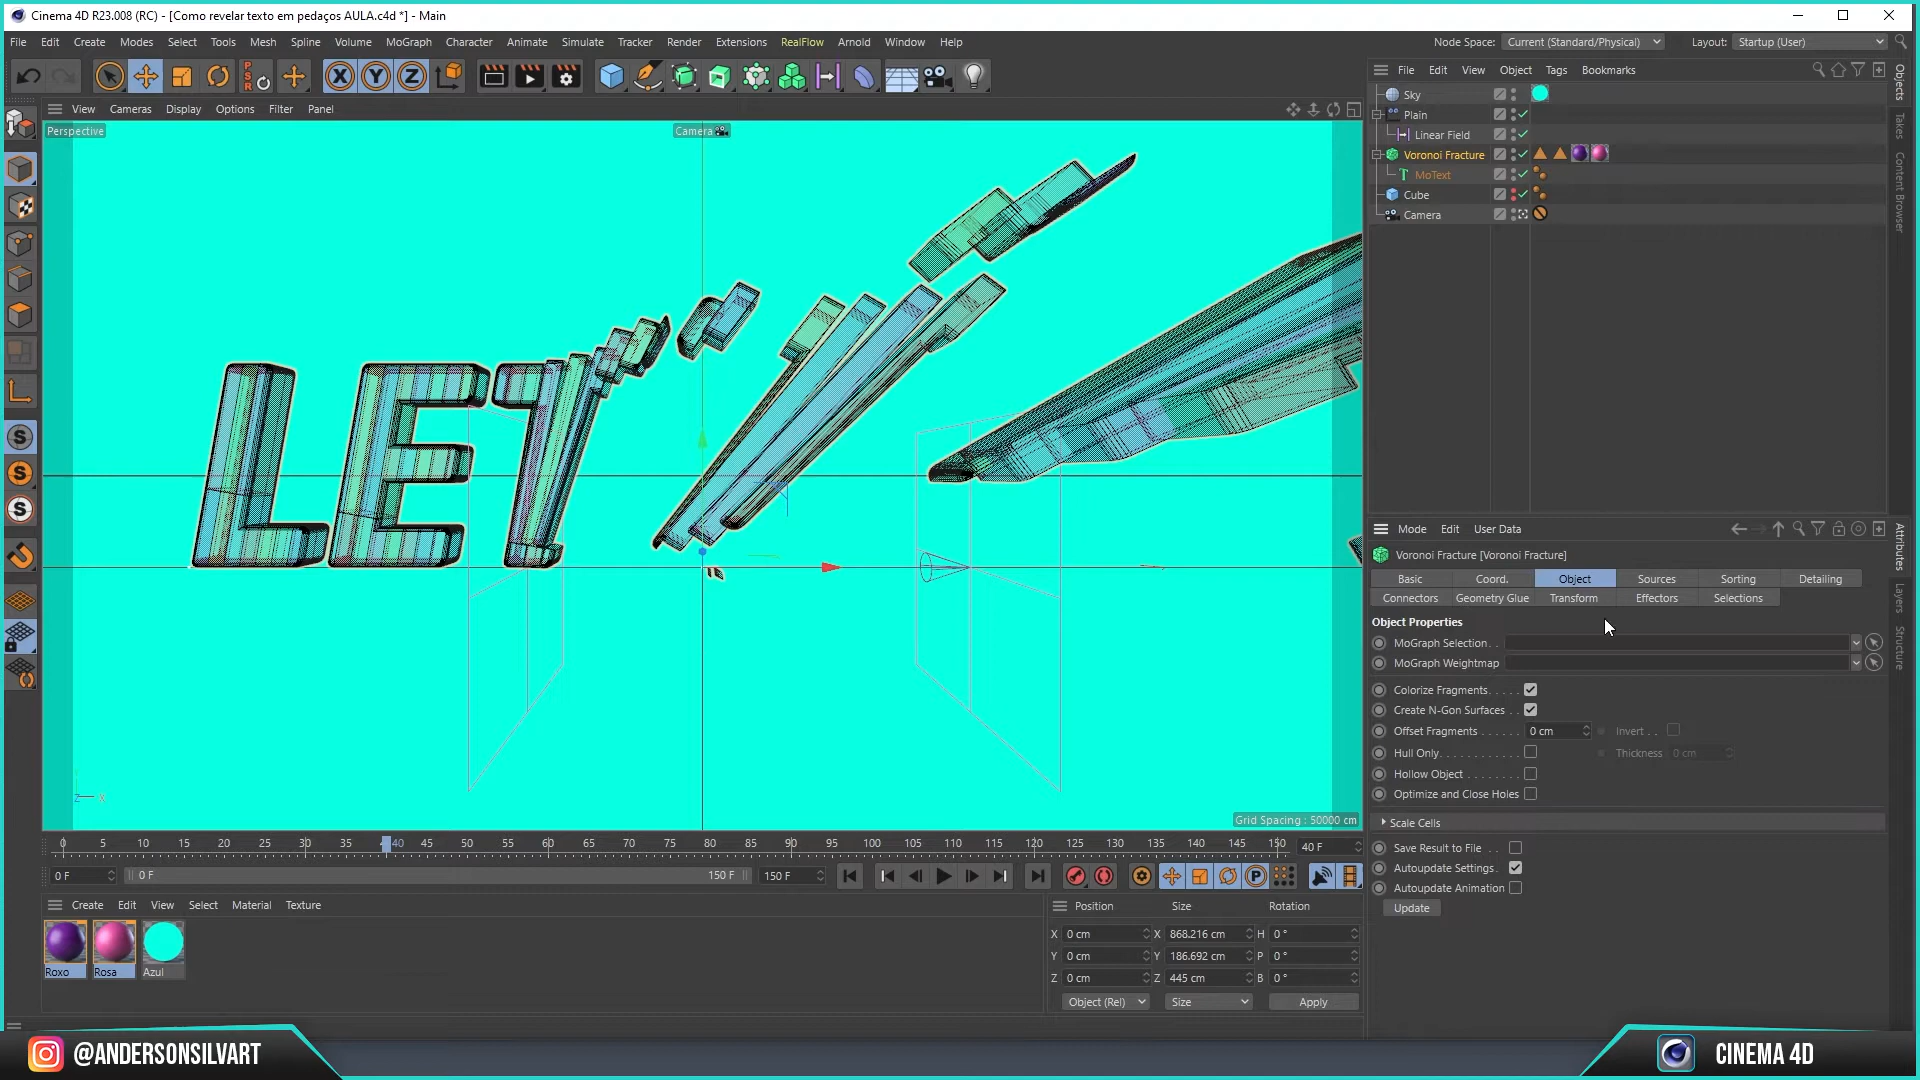 Cinema 4D R23.008 (RC) - [Como revelar texto em pedaços AULA.c4d *] - Main
File Edit Create Modes Select Tools Mesh Spline Volume MoGraph Character Animate Simulate Tracker Render Extensions RealFlow Arnold Window Help
Node Space: Current (Standard/Physical) Layout: Startup (User)
PSR
X Y Z
File Edit View Object Tags Bookmarks
View Cameras Display Options Filter Panel
Perspective
Camera
Sky
Plain
Linear Field
Voronoi Fracture
MoText
Cube
Camera
Objects
Takes
Content Browser
LET
Grid Spacing : 50000 cm
Mode Edit User Data
Voronoi Fracture [Voronoi Fracture]
Basic Coord. Object Sources Sorting Detailing
Connectors Geometry Glue Transform Effectors Selections
Object Properties
MoGraph Selection . .
MoGraph Weightmap
Colorize Fragments. . . . .
Create N-Gon Surfaces . .
Offset Fragments . . . . . . 0 cm Invert . .
Hull Only. . . . . . . . . . . . Thickness 0 cm
Hollow Object . . . . . . . .
Optimize and Close Holes
Scale Cells
Save Result to File . .
Autoupdate Settings.
Autoupdate Animation
Update
Attributes
Layers
Structure
0 5 10 15 20 25 30 35 40 45 50 55 60 65 70 75 80 85 90 95 100 105 110 115 120 125 130 135 140 145 150 40 F
0 F 0 F 150 F 150 F
Create Edit View Select Material Texture
Roxo Rosa Azul
Position Size Rotation
X 0 cm X 868.216 cm H 0 °
Y 0 cm Y 186.692 cm P 0 °
Z 0 cm Z 445 cm B 0 °
Object (Rel) Size Apply
@ANDERSONSILVART
CINEMA 4D